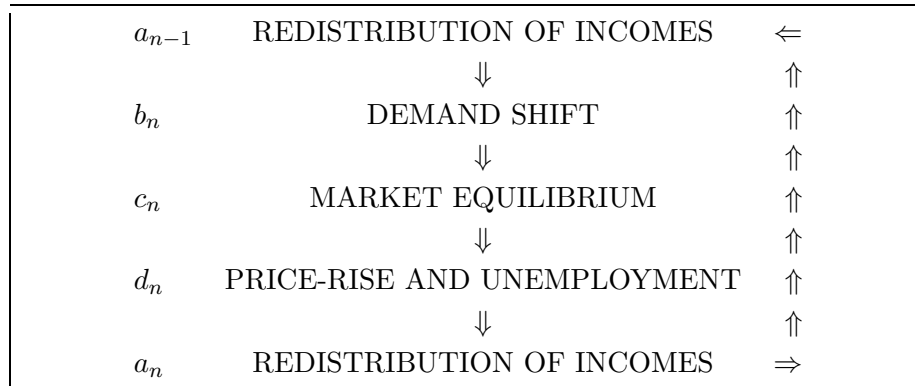 a_{n−1} REDISTRIBUTION OF INCOMES ⇐
⇓ ⇑
b_n DEMAND SHIFT ⇑
⇓ ⇑
c_n MARKET EQUILIBRIUM ⇑
⇓ ⇑
d_n PRICE-RISE AND UNEMPLOYMENT ⇑
⇓ ⇑
a_n REDISTRIBUTION OF INCOMES ⇒